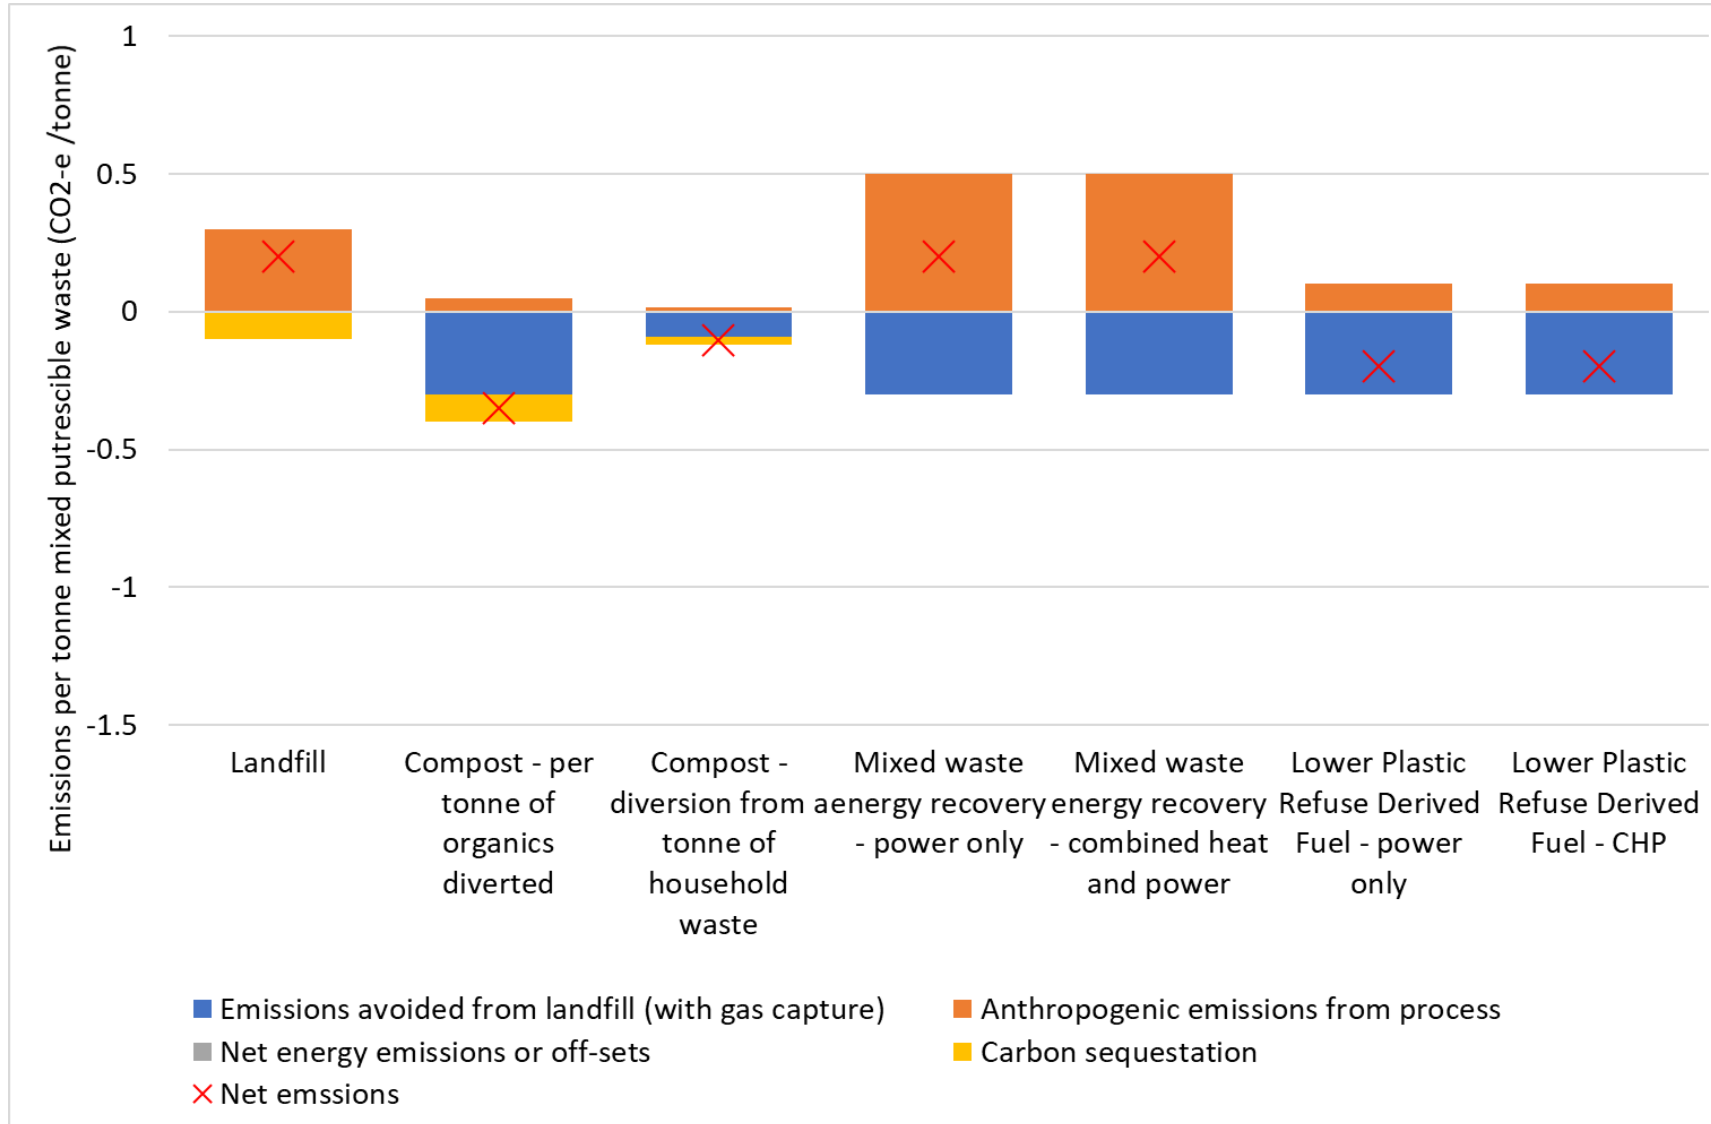 Emissions per tonne mixed putrescible waste (CO2-e /tonne)
1
0.5
0
-0.5
-1
-1.5
Landfill
Compost - per
tonne of
organics
diverted
Compost -
diversion from
tonne of
household
waste
Mixed waste
aenergy recovery
- power only
Mixed waste
energy recovery
- combined heat
and power
Lower Plastic
Refuse Derived
Fuel - power
only
Lower Plastic
Refuse Derived
Fuel - CHP
Emissions avoided from landfill (with gas capture)
Anthropogenic emissions from process
Net energy emissions or off-sets
Carbon sequestation
Net emssions